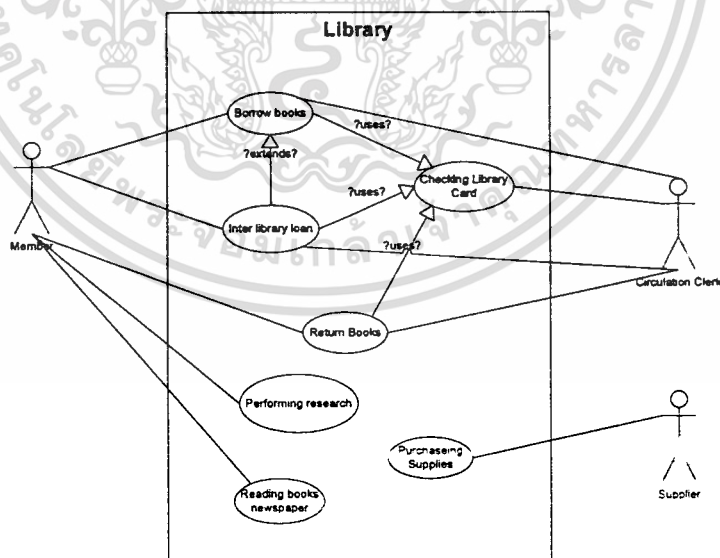 Library
Borrow books
?uses?
?extends?
Checking Library
Card
?uses?
Member
Inter library loan
?uses?
Circulation Clerk
Return Books
Performing research
Purchaseing
Supplies
Supplier
Reading books
newspaper